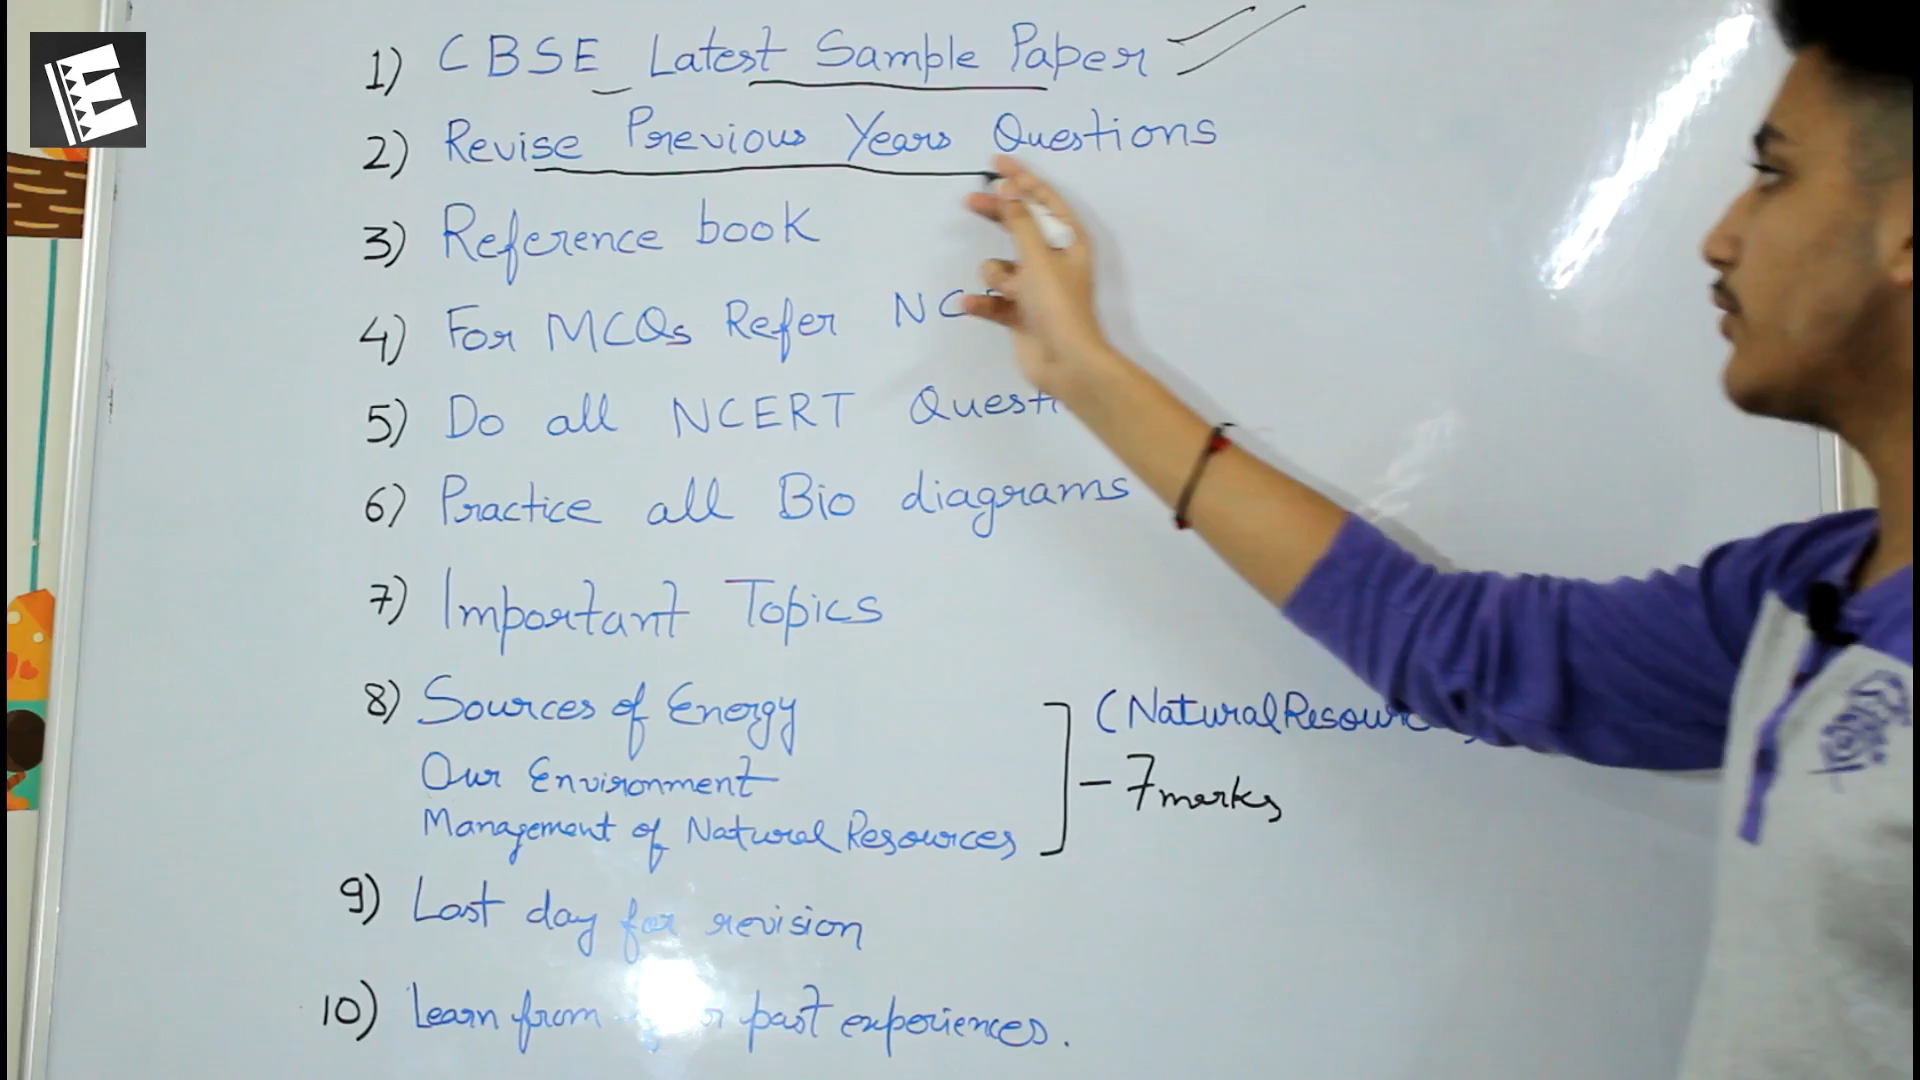 1) CBSE Latest Sample Paper
2) Revise Previous Years Questions
3) Reference book
4) For MCQs Refer
5) Do all NCERT
6) Practice all Bio diagrams
7) Important Topics
8) Sources of Energy (Natural
Our Environment - 7 marks
Management of Natural Resources
9) Last day for revision
10) Learn from past experiences.